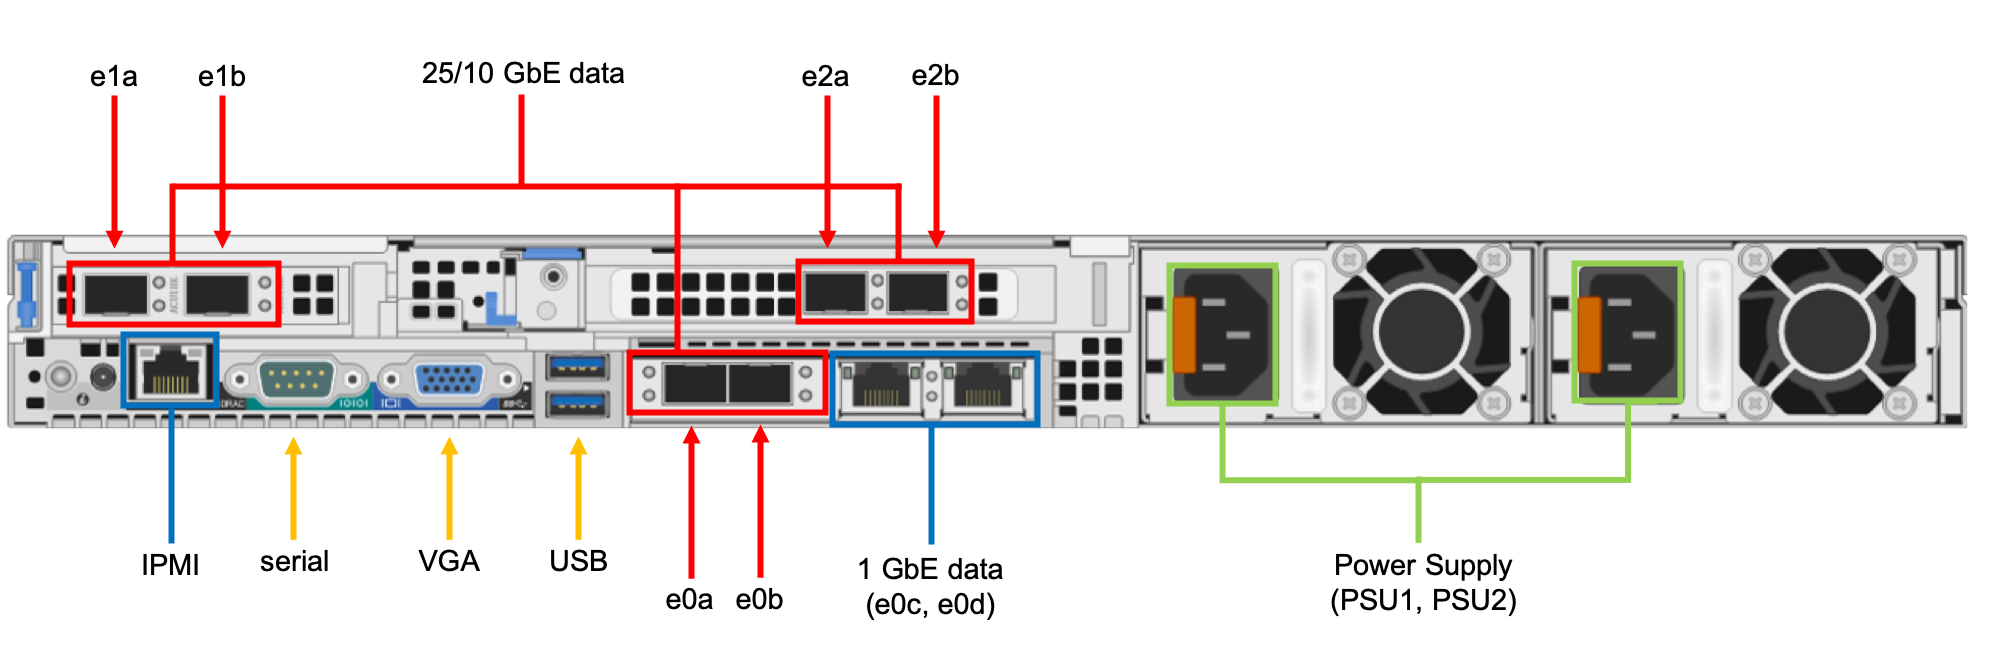 e1a
e1b
25/10 GbE data
e2a
e2b
IPMI
serial
VGA
USB
e0a
e0b
1 GbE data
(e0c, e0d)
Power Supply
(PSU1, PSU2)